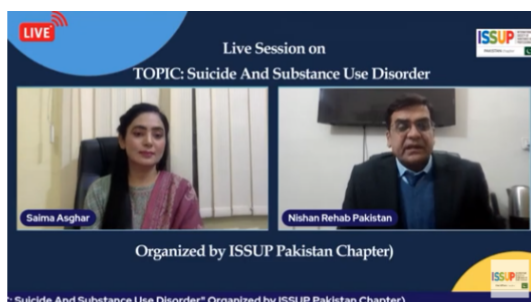 LIVE
ISSUP
Live Session on
TOPIC: Suicide And Substance Use Disorder
Saima Asghar
Nishan Rehab Pakistan
Organized by ISSUP Pakistan Chapter)
ISSUP
: Suicide And Substance Use Disorder" Organized by ISSUP Pakistan Chapter)